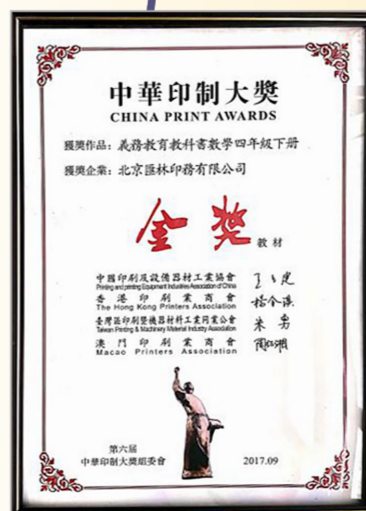 中華印制大獎
CHINA PRINT AWARDS
獲獎作品：義務教育教科書數學四年級下册
獲獎企業：北京匯林印務有限公司
金獎 教材
中國印刷及設備器材工業協會
Printing and printing Equipment Industries Association of China
香港印刷業商會
The Hong Kong Printers Association
臺灣區印刷暨機器材料工業同業公會
Taiwan Printing & Machinery Material Industry Association
澳門印刷業商會
Macao Printers Association
第六届
中華印制大獎組委會
2017.09